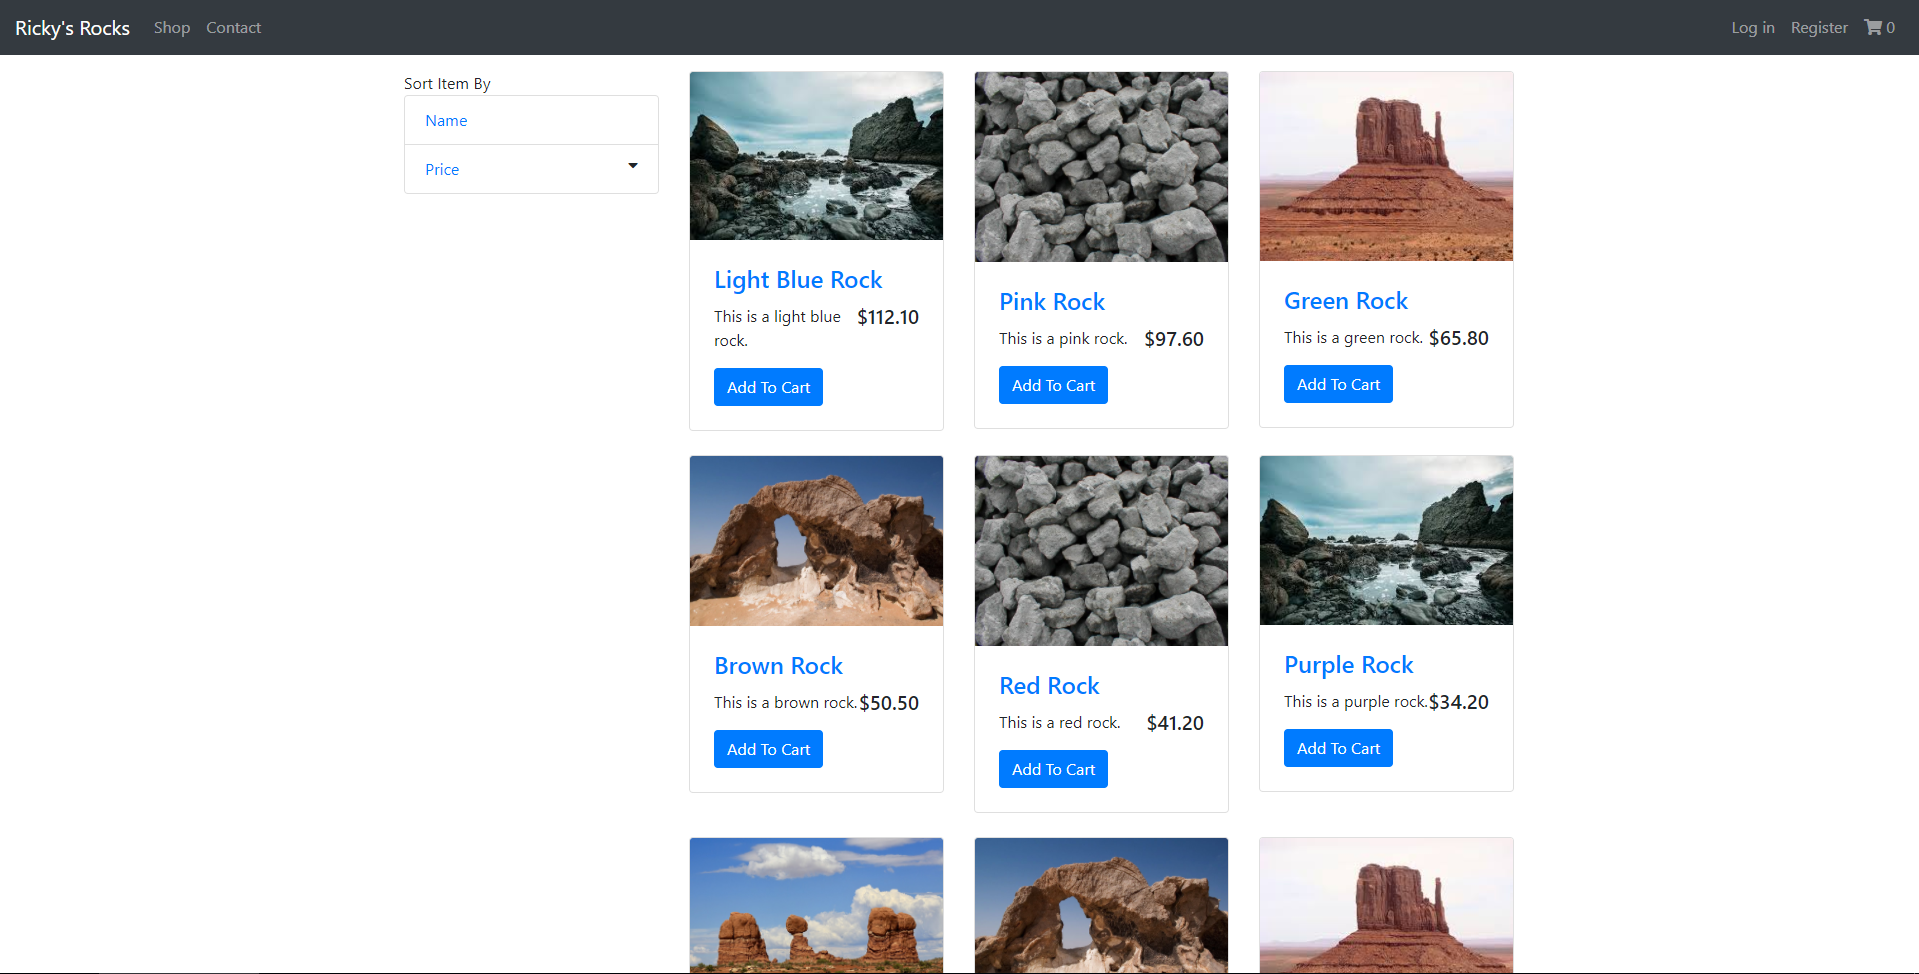 Ricky's Rocks Shop Contact Log in Register 0
Sort Item By
Name
Price
Light Blue Rock
This is a light blue $112.10
rock.
Add To Cart
Pink Rock
This is a pink rock. $97.60
Add To Cart
Green Rock
This is a green rock. $65.80
Add To Cart
Brown Rock
This is a brown rock. $50.50
Add To Cart
Red Rock
This is a red rock. $41.20
Add To Cart
Purple Rock
This is a purple rock. $34.20
Add To Cart